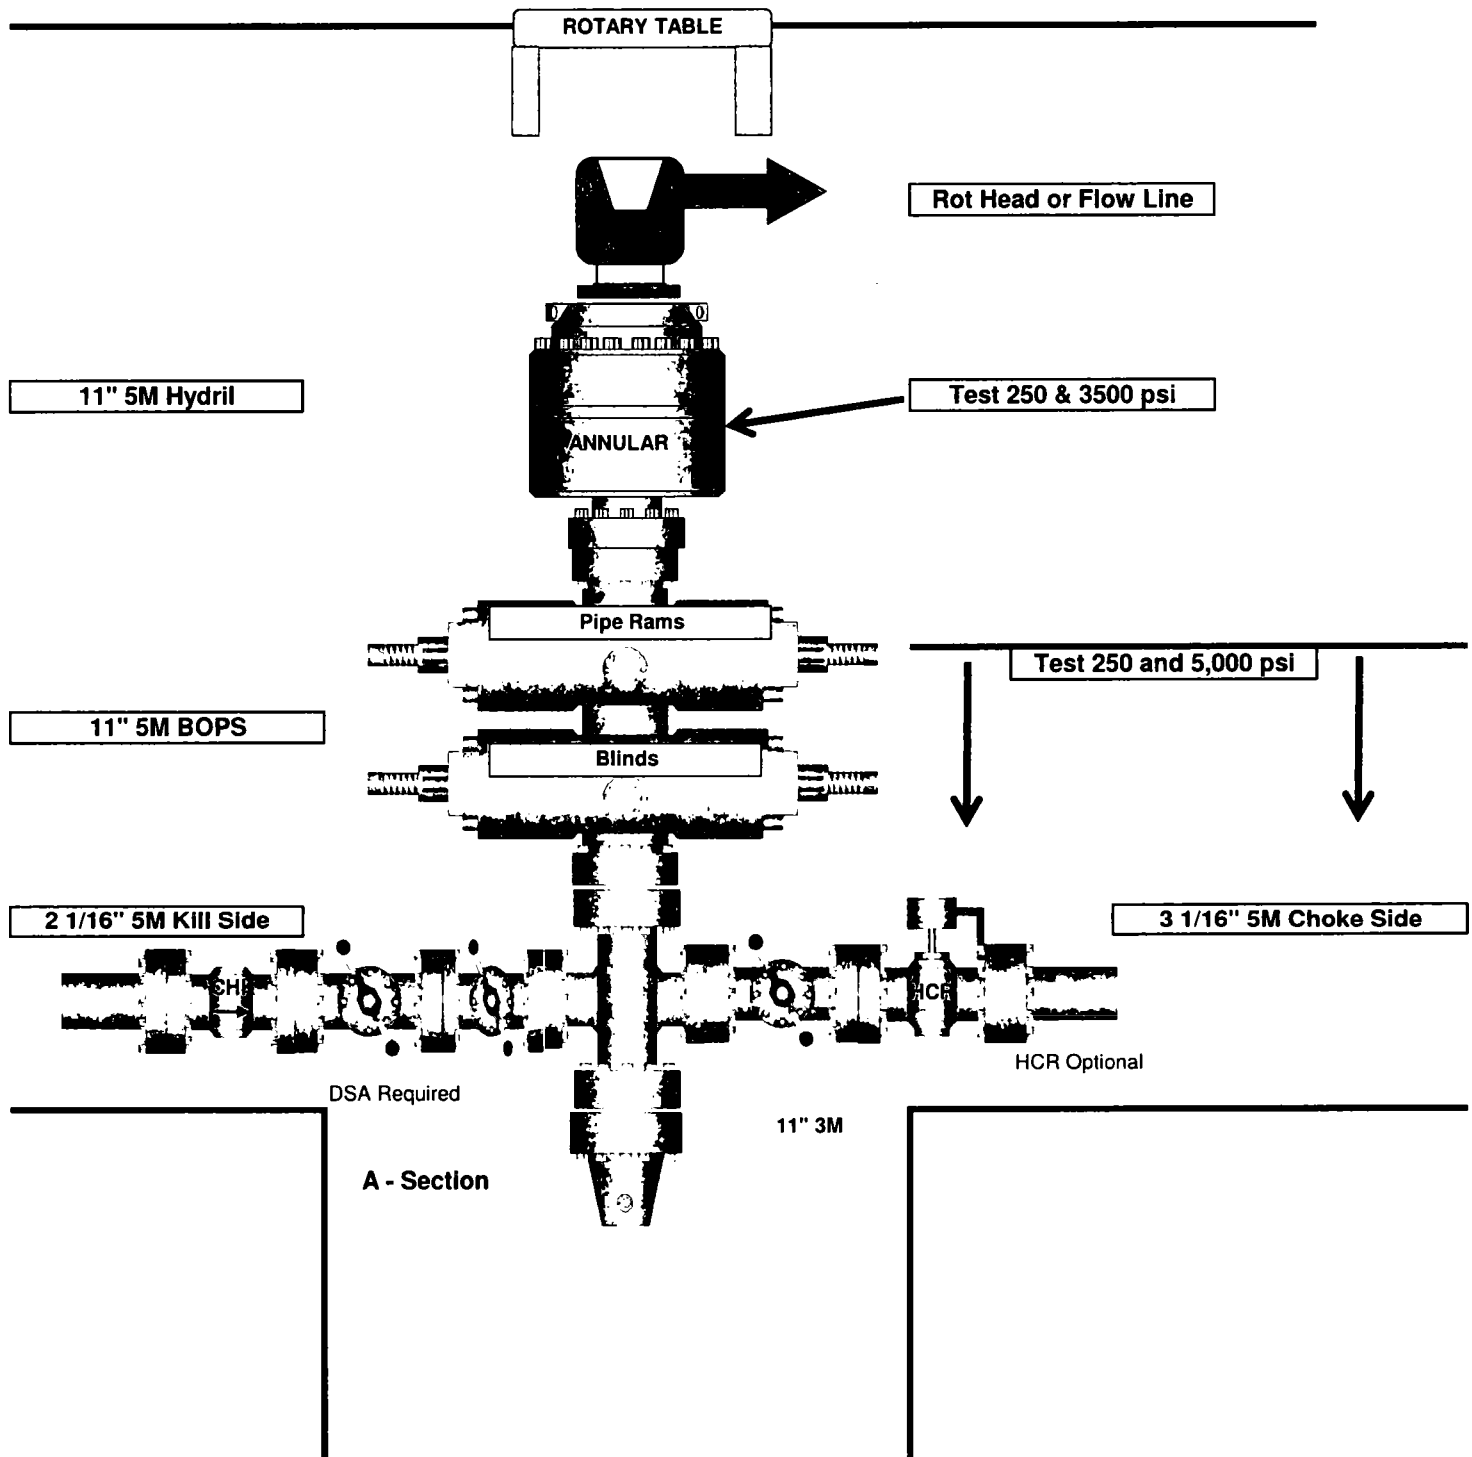 ROTARY TABLE
Rot Head or Flow Line
11" 5M Hydril
Test 250 & 3500 psi
ANNULAR
Pipe Rams
Test 250 and 5,000 psi
11" 5M BOPS
Blinds
2 1/16" 5M Kill Side
3 1/16" 5M Choke Side
HCR
HCR Optional
DSA Required
11" 3M
A - Section